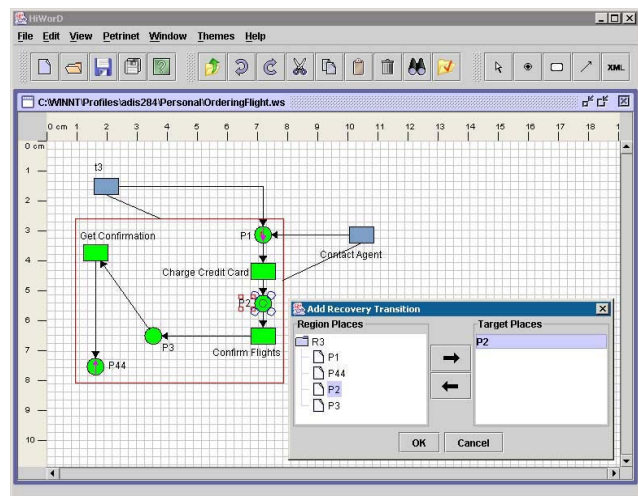 HiWorD
File Edit View Petrinet Window Themes Help
XML
C:\WINNT\Profiles\adis284\Personal\OrderingFlight.ws
0 cm 1 2 3 4 5 6 7 8 9 10 11 12 13 14 15 16 17 18 1
0 cm
1
t3
2
3
Get Confirmation
P1
Contact Agent
4
Charge Credit Card
5
P2
6
P3
Confirm Flights
7
P44
8
9
10
Add Recovery Transition
Region Places
R3
P1
P44
P2
P3
Target Places
P2
OK Cancel